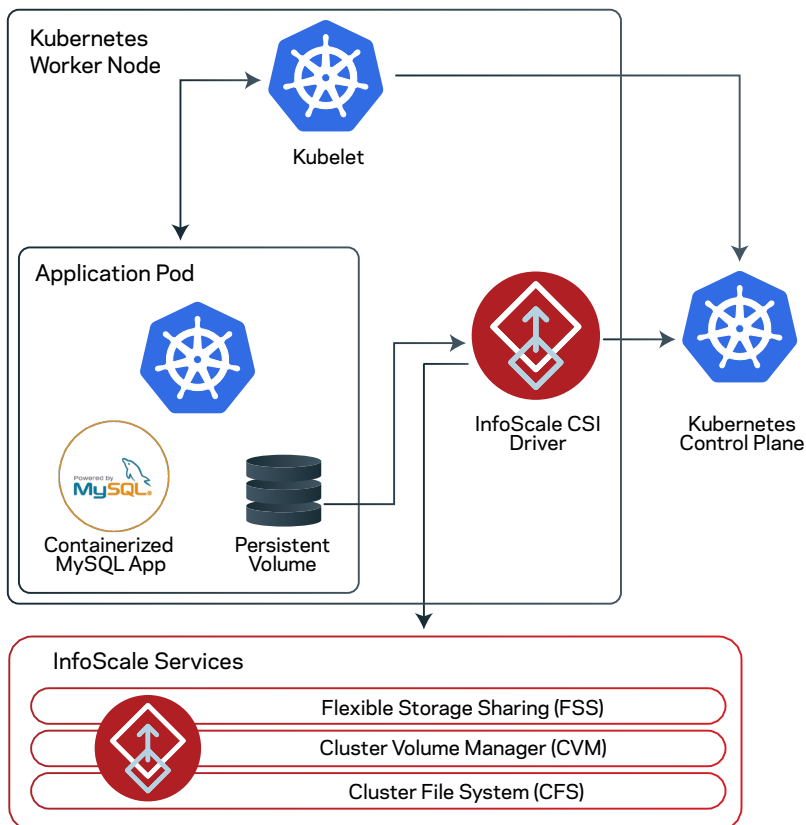 Kubernetes
Worker Node
Kubelet
Application Pod
Powered by
MySQL®
Containerized
MySQL App
Persistent
Volume
InfoScale CSI
Driver
Kubernetes
Control Plane
InfoScale Services
Flexible Storage Sharing (FSS)
Cluster Volume Manager (CVM)
Cluster File System (CFS)